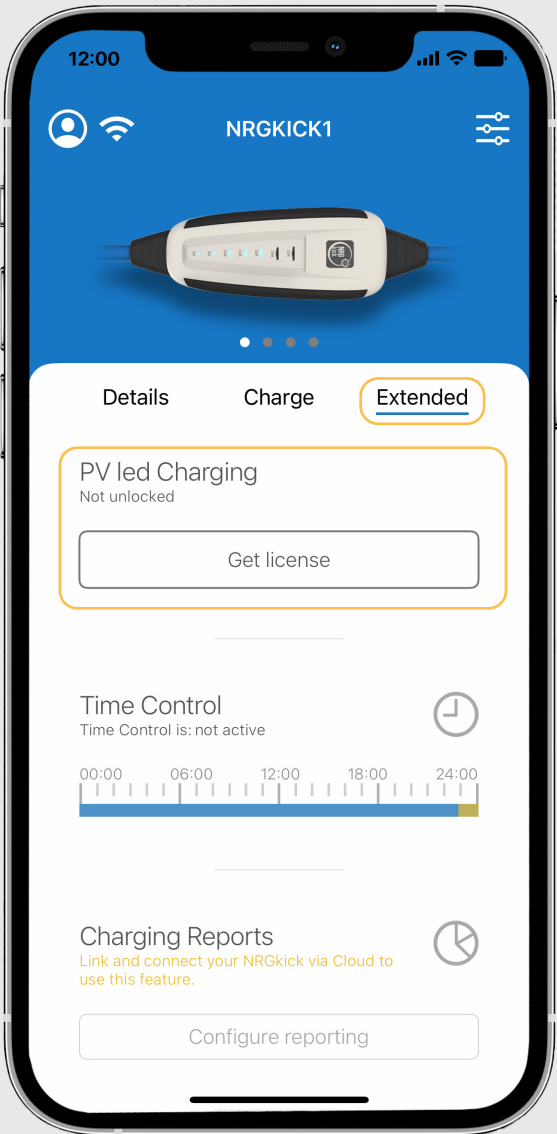 12:00
NRGKICK1
Details Charge Extended
PV led Charging
Not unlocked
Get license
Time Control
Time Control is: not active
00:00 06:00 12:00 18:00 24:00
Charging Reports
Link and connect your NRGkick via Cloud to
use this feature.
Configure reporting